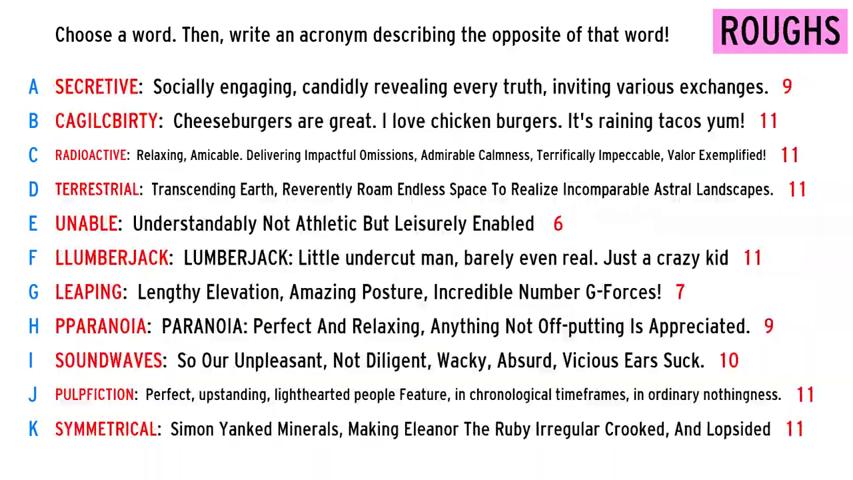 Choose a word. Then, write an acronym describing the opposite of that word!
ROUGHS
A SECRETIVE: Socially engaging, candidly revealing every truth, inviting various exchanges. 9
B CAGILCBIRTY: Cheeseburgers are great. I love chicken burgers. It's raining tacos yum! 11
C RADIOACTIVE: Relaxing, Amicable. Delivering Impactful Omissions, Admirable Calmness, Terrifically Impeccable, Valor Exemplified! 11
D TERRESTRIAL: Transcending Earth, Reverently Roam Endless Space To Realize Incomparable Astral Landscapes. 11
E UNABLE: Understandably Not Athletic But Leisurely Enabled 6
F LLUMBERJACK: LUMBERJACK: Little undercut man, barely even real. Just a crazy kid 11
G LEAPING: Lengthy Elevation, Amazing Posture, Incredible Number G-Forces! 7
H PPARANOIA: PARANOIA: Perfect And Relaxing, Anything Not Off-putting Is Appreciated. 9
I SOUNDWAVES: So Our Unpleasant, Not Diligent, Wacky, Absurd, Vicious Ears Suck. 10
J PULPFICTION: Perfect, upstanding, lighthearted people Feature, in chronological timeframes, in ordinary nothingness. 11
K SYMMETRICAL: Simon Yanked Minerals, Making Eleanor The Ruby Irregular Crooked, And Lopsided 11